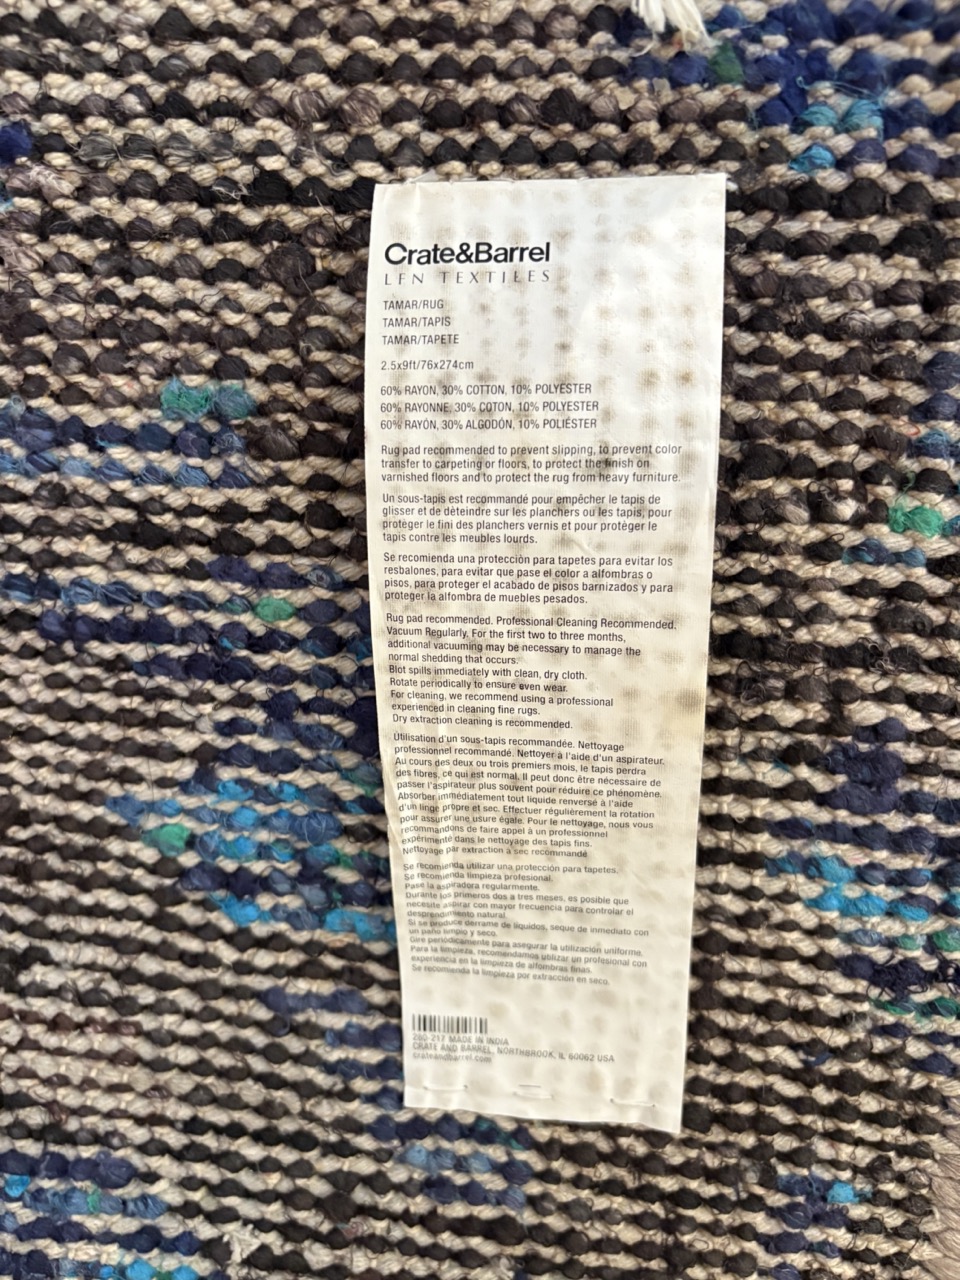 Crate&Barrel
LFN TEXTILES
TAMAR/RUG
TAMAR/TAPIS
TAMAR/TAPETE
2.5x9ft/76x274cm
60% RAYON, 30% COTTON, 10% POLYESTER
60% RAYONNE, 30% COTON, 10% POLYESTER
60% RAYÓN, 30% ALGODÓN, 10% POLIÉSTER
Rug pad recommended to prevent slipping, to prevent color
transfer to carpeting or floors, to protect the finish on
varnished floors and to protect the rug from heavy furniture.
Un sous-tapis est recommandé pour empêcher le tapis de
glisser et de déteindre sur les planchers ou les tapis, pour
protéger le fini des planchers vernis et pour protéger le
tapis contre les meubles lourds.
Se recomienda una protección para tapetes para evitar los
resbalones, para evitar que pase el color a alfombras o
pisos, para proteger el acabado de pisos barnizados y para
proteger la alfombra de muebles pesados.
Rug pad recommended. Professional Cleaning Recommended.
Vacuum Regularly. For the first two to three months,
additional vacuuming may be necessary to manage the
normal shedding that occurs.
Blot spills immediately with clean, dry cloth.
Rotate periodically to ensure even wear.
For cleaning, we recommend using a professional
experienced in cleaning fine rugs.
Dry extraction cleaning is recommended.
Utilisation d'un sous-tapis recommandée. Nettoyage
professionnel recommandé. Nettoyer à l'aide d'un aspirateur.
Au cours des deux ou trois premiers mois, le tapis perdra
des fibres, ce qui est normal. Il peut donc être nécessaire de
passer l'aspirateur plus souvent pour réduire ce phénomène.
Absorber immédiatement tout liquide renversé à l'aide
d'un linge propre et sec. Effectuer régulièrement la rotation
pour assurer une usure égale. Pour le nettoyage, nous vous
recommandons de faire appel à un professionnel
expérimenté dans le nettoyage des tapis fins.
Nettoyage par extraction à sec recommandé
Se recomienda utilizar una protección para tapetes.
Se recomienda limpieza profesional.
Pase la aspiradora regularmente.
Durante los primeros dos a tres meses, es posible que
necesite aspirar con mayor frecuencia para controlar el
desprendimiento natural.
Si se produce derrame de líquidos, seque de inmediato con
un paño limpio y seco.
Gire periódicamente para asegurar la utilización uniforme.
Para la limpieza, recomendamos utilizar un profesional con
experiencia en la limpieza de alfombras finas.
Se recomienda la limpieza por extracción en seco.
260-217 MADE IN INDIA
CRATE AND BARREL, NORTHBROOK, IL 60062 USA
crateandbarrel.com